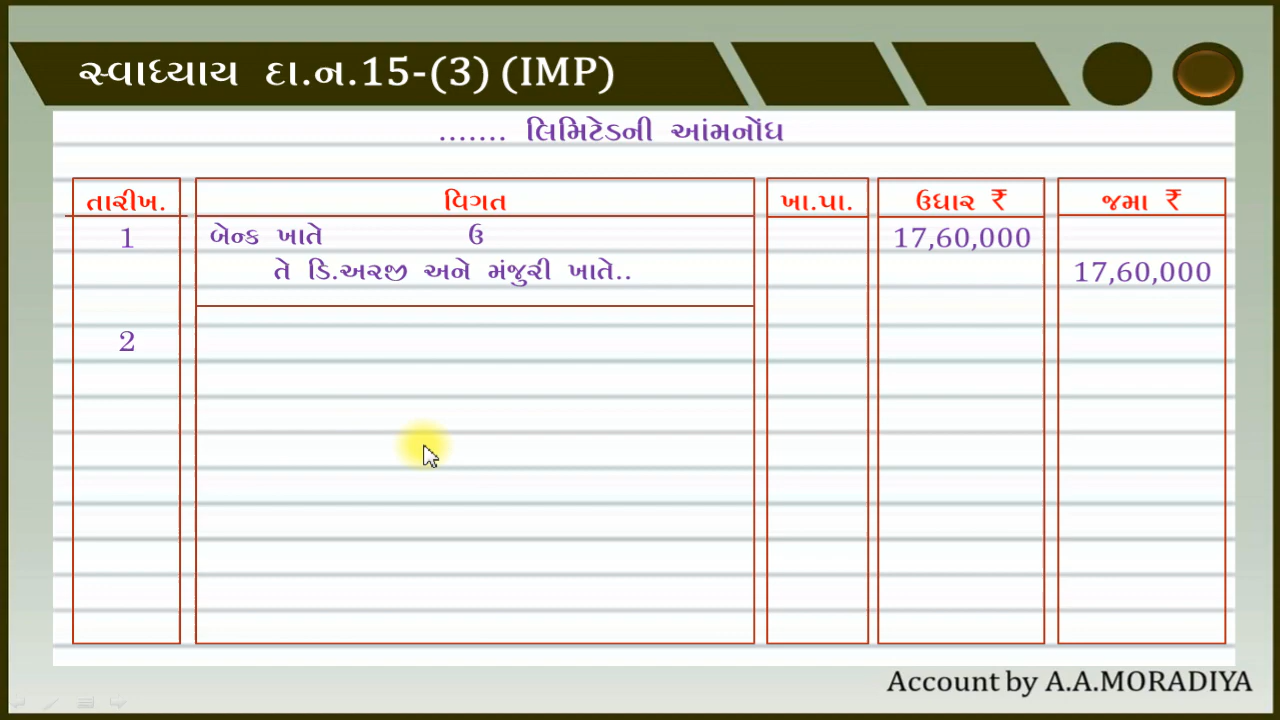 સ્વાધ્યાય દા.ન.15-(3) (IMP)
....... લિમિટેડની આંમનોંધ
તારીખ. વિગત ખા.પા. ઉધાર ₹ જમા ₹
1 બેન્ક ખાતે ઉ 17,60,000
તે ડિ.અરજી અને મંજુરી ખાતે.. 17,60,000
2
Account by A.A.MORADIYA